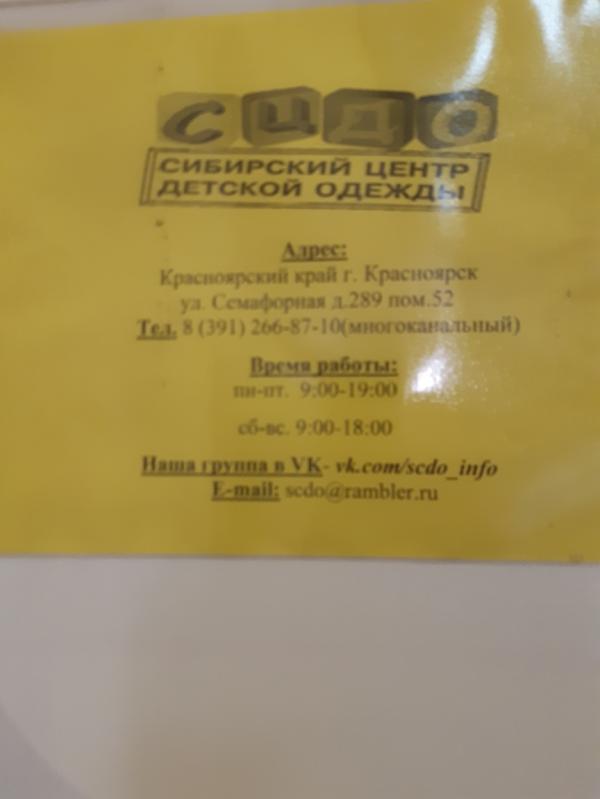 СЦДО
СИБИРСКИЙ ЦЕНТР
ДЕТСКОЙ ОДЕЖДЫ
Адрес:
Красноярский край г. Красноярск
ул. Семафорная д.289 пом.52
Тел. 8 (391) 266-87-10(многоканальный)
Время работы:
пн-пт. 9:00-19:00
сб-вс. 9:00-18:00
Наша группа в VK- vk.com/scdo_info
E-mail: scdo@rambler.ru